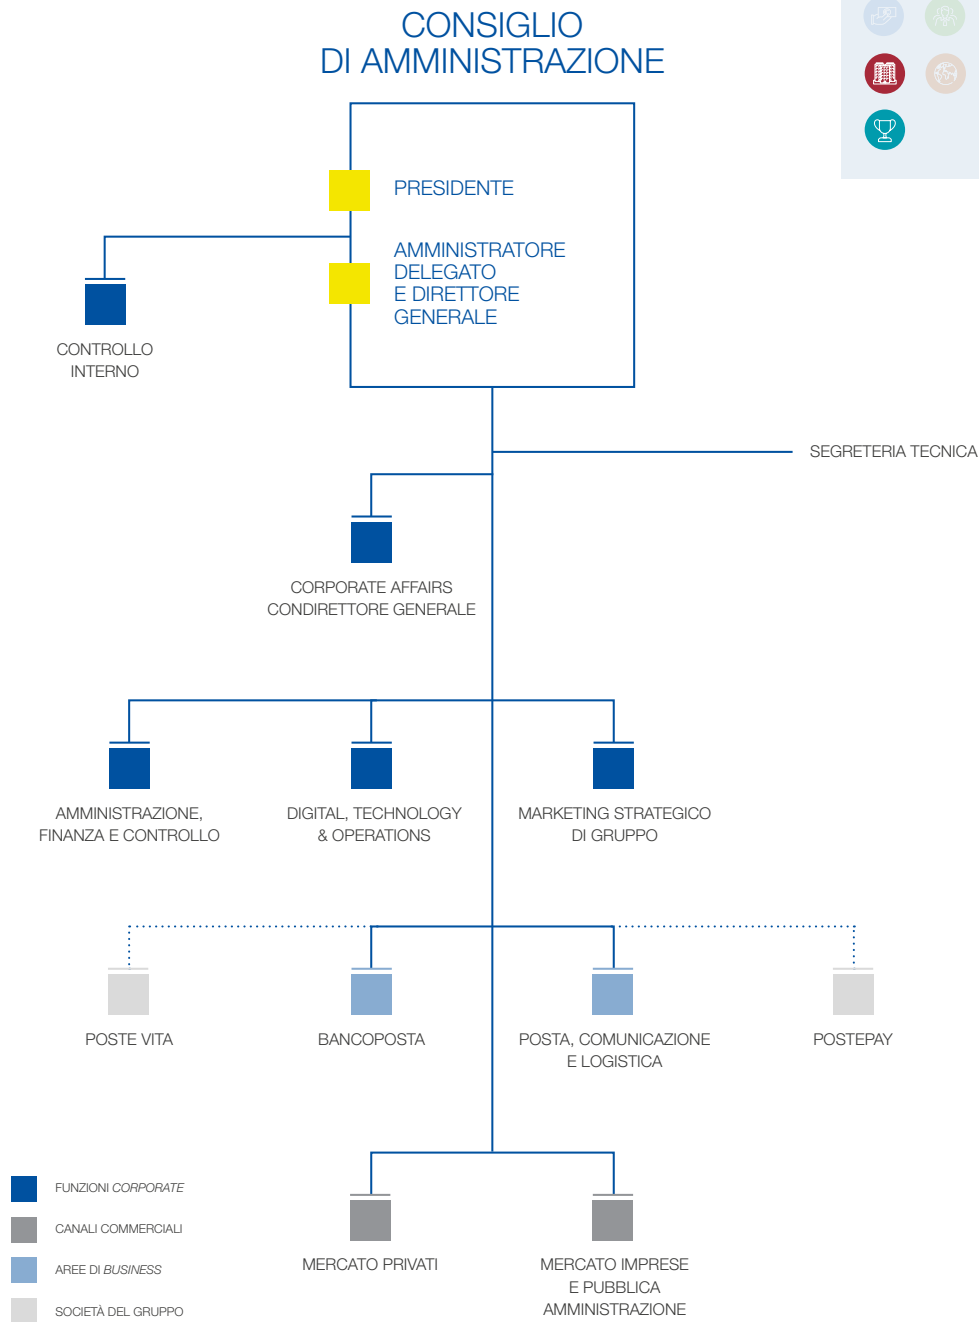 CONSIGLIO
DI AMMINISTRAZIONE
PRESIDENTE
AMMINISTRATORE
DELEGATO
E DIRETTORE
GENERALE
CONTROLLO
INTERNO
SEGRETERIA TECNICA
CORPORATE AFFAIRS
CONDIRETTORE GENERALE
AMMINISTRAZIONE,
FINANZA E CONTROLLO
DIGITAL, TECHNOLOGY
& OPERATIONS
MARKETING STRATEGICO
DI GRUPPO
POSTE VITA
BANCOPOSTA
POSTA, COMUNICAZIONE
E LOGISTICA
POSTEPAY
MERCATO PRIVATI
MERCATO IMPRESE
E PUBBLICA
AMMINISTRAZIONE
FUNZIONI CORPORATE
CANALI COMMERCIALI
AREE DI BUSINESS
SOCIETÀ DEL GRUPPO